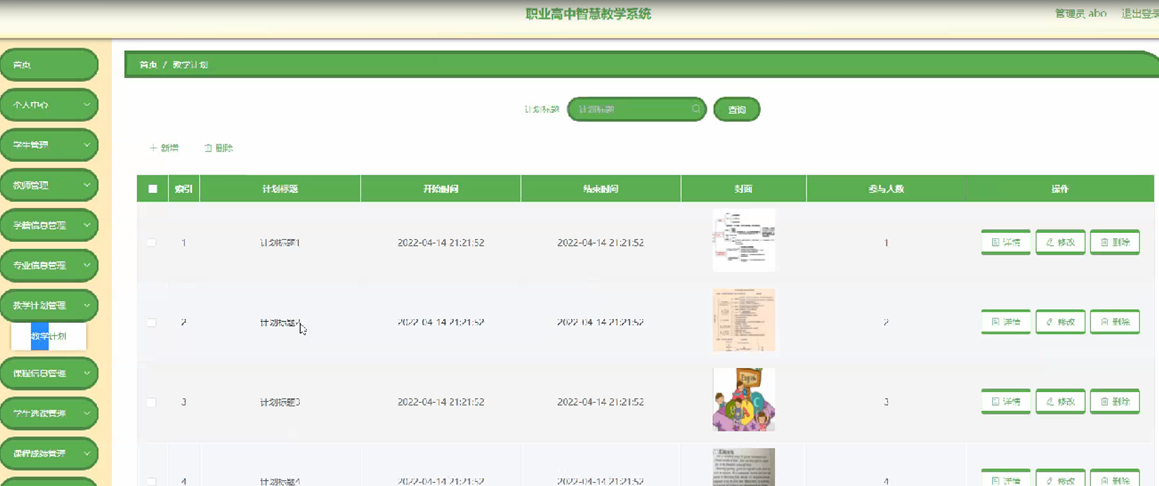 职业高中智慧教学系统
管理员 abo 退出登录
首页
个人中心
学生管理
教师管理
学籍信息管理
专业信息管理
教学计划管理
教学计划
课程信息管理
学生选课管理
课程成绩管理
首页 / 教学计划
计划标题 计划标题 查询
新增 删除
索引 计划标题 开始时间 结束时间 封面 参与人数 操作
1 计划标题1 2022-04-14 21:21:52 2022-04-14 21:21:52 1 详情 修改 删除
2 计划标题2 2022-04-14 21:21:52 2022-04-14 21:21:52 2 详情 修改 删除
3 计划标题3 2022-04-14 21:21:52 2022-04-14 21:21:52 3 详情 修改 删除
4 计划标题4 2022-04-14 21:21:52 2022-04-14 21:21:52 4 详情 修改 删除